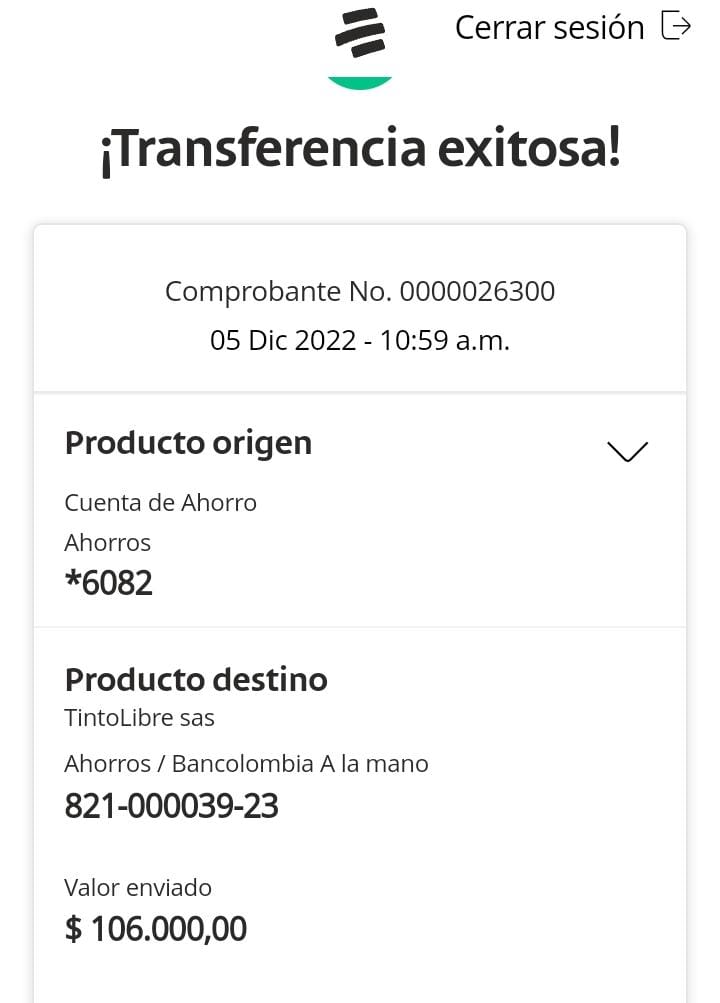 Cerrar sesión
¡Transferencia exitosa!
Comprobante No. 0000026300
05 Dic 2022 - 10:59 a.m.
Producto origen
Cuenta de Ahorro
Ahorros
*6082
Producto destino
TintoLibre sas
Ahorros / Bancolombia A la mano
821-000039-23
Valor enviado
$ 106.000,00